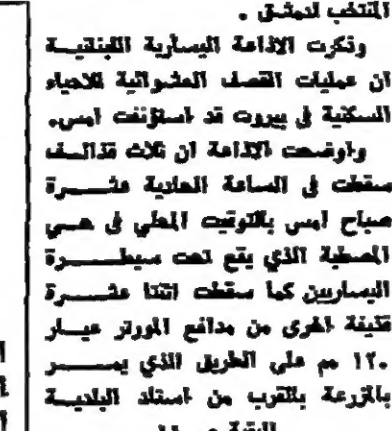 المنتخب لدمشق .
وذكرت الاذاعة اليسارية اللبنانية
ان عمليات القصف العشوائية للاحياء
السكنية في بيروت قد استؤنفت امس.
واوضحت الاذاعة ان ثلاث قذائف
سقطت في الساعة الحادية عشرة
صباح امس بالتوقيت المحلي في حي
المصطبة الذي يقع تحت سيطرة
اليساريين كما سقطت اثنتا عشرة
قذيفة اخرى من مدافع المورتر عيار
١٢٠ مم على الطريق الذي يمر
بالمزرعة بالقرب من استاد البلدية